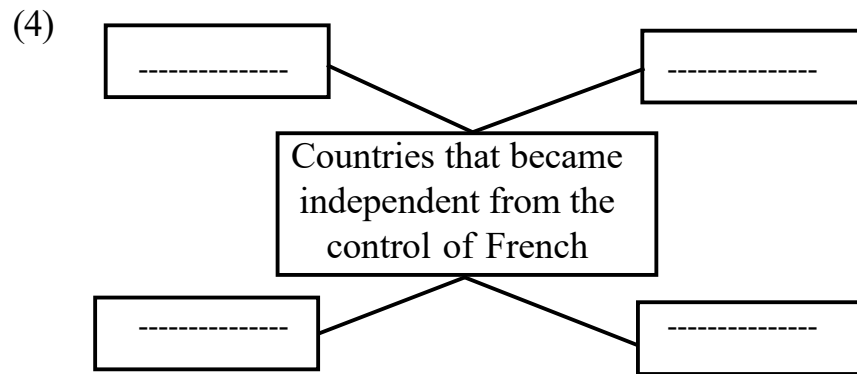 (4)
--------------- ---------------
Countries that became
independent from the
control of French
--------------- ---------------